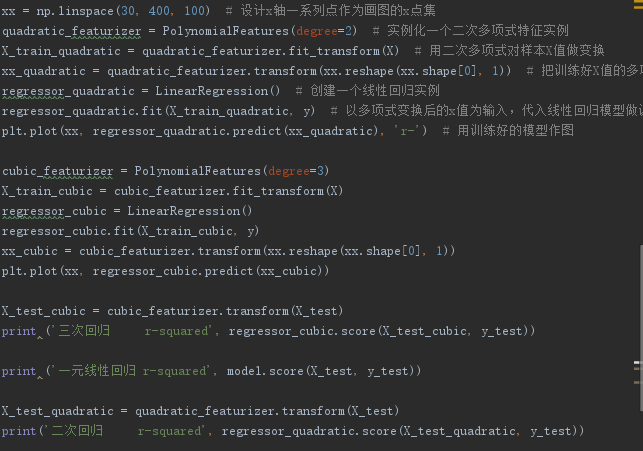 xx = np.linspace(30, 400, 100)  # 设计x轴一系列点作为画图的x点集
quadratic_featurizer = PolynomialFeatures(degree=2)  # 实例化一个二次多项式特征实例
X_train_quadratic = quadratic_featurizer.fit_transform(X)  # 用二次多项式对样本X值做变换
xx_quadratic = quadratic_featurizer.transform(xx.reshape(xx.shape[0], 1))  # 把训练好X值的多
regressor_quadratic = LinearRegression()  # 创建一个线性回归实例
regressor_quadratic.fit(X_train_quadratic, y)  # 以多项式变换后的x值为输入，代入线性回归模型做
plt.plot(xx, regressor_quadratic.predict(xx_quadratic), 'r-')  # 用训练好的模型作图
cubic_featurizer = PolynomialFeatures(degree=3)
X_train_cubic = cubic_featurizer.fit_transform(X)
regressor_cubic = LinearRegression()
regressor_cubic.fit(X_train_cubic, y)
xx_cubic = cubic_featurizer.transform(xx.reshape(xx.shape[0], 1))
plt.plot(xx, regressor_cubic.predict(xx_cubic))
X_test_cubic = cubic_featurizer.transform(X_test)
print ('三次回归     r-squared', regressor_cubic.score(X_test_cubic, y_test))
print ('一元线性回归 r-squared', model.score(X_test, y_test))
X_test_quadratic = quadratic_featurizer.transform(X_test)
print('二次回归     r-squared', regressor_quadratic.score(X_test_quadratic, y_test))